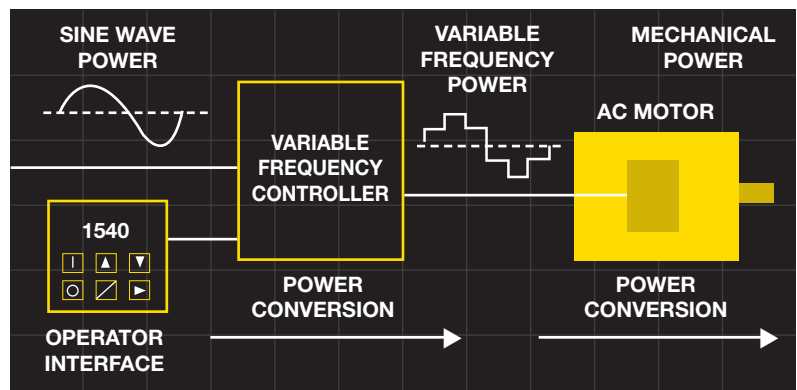 SINE WAVE
POWER
VARIABLE
FREQUENCY
POWER
MECHANICAL
POWER
AC MOTOR
VARIABLE
FREQUENCY
CONTROLLER
1540
POWER
CONVERSION
POWER
CONVERSION
OPERATOR
INTERFACE